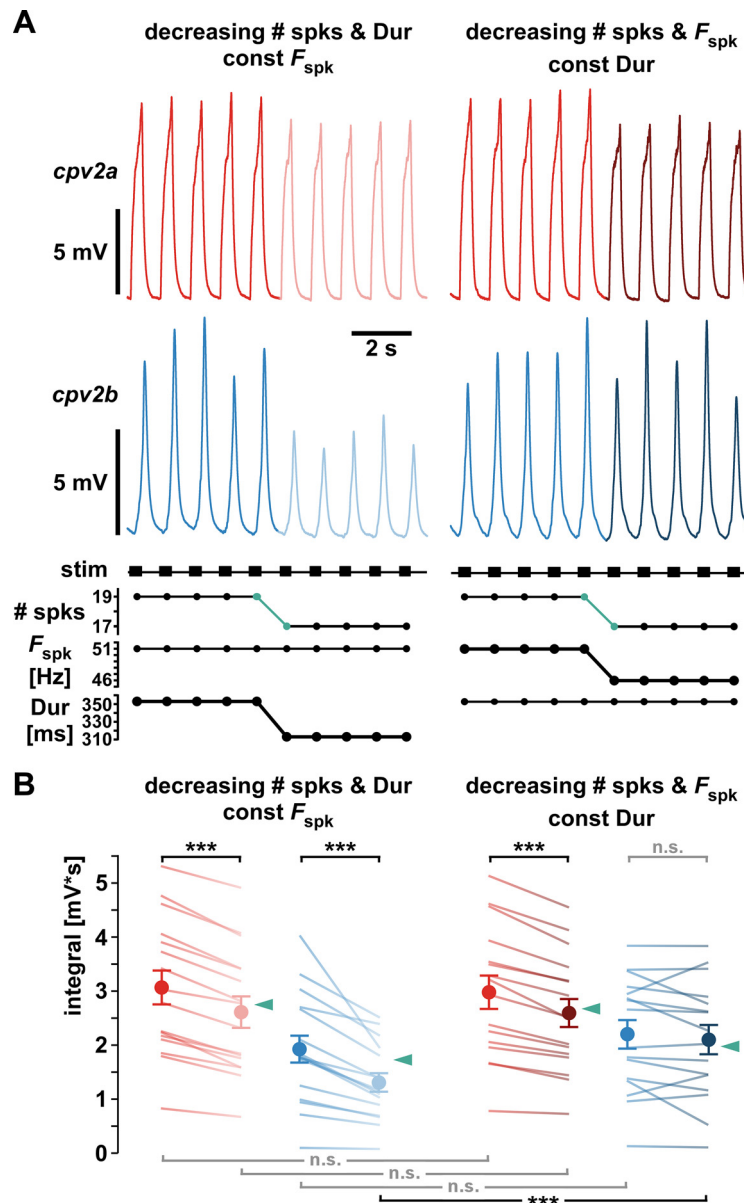 A
decreasing # spks & Dur
const Fspk
decreasing # spks & Fspk
const Dur
cpv2a
5 mV
2 s
cpv2b
5 mV
stim
# spks
19
17
Fspk
[Hz]
51
46
Dur
[ms]
350
330
310
B
decreasing # spks & Dur
const Fspk
decreasing # spks & Fspk
const Dur
*** *** *** n.s.
integral [mV*s]
5
4
3
2
1
0
n.s.
n.s.
n.s.
***